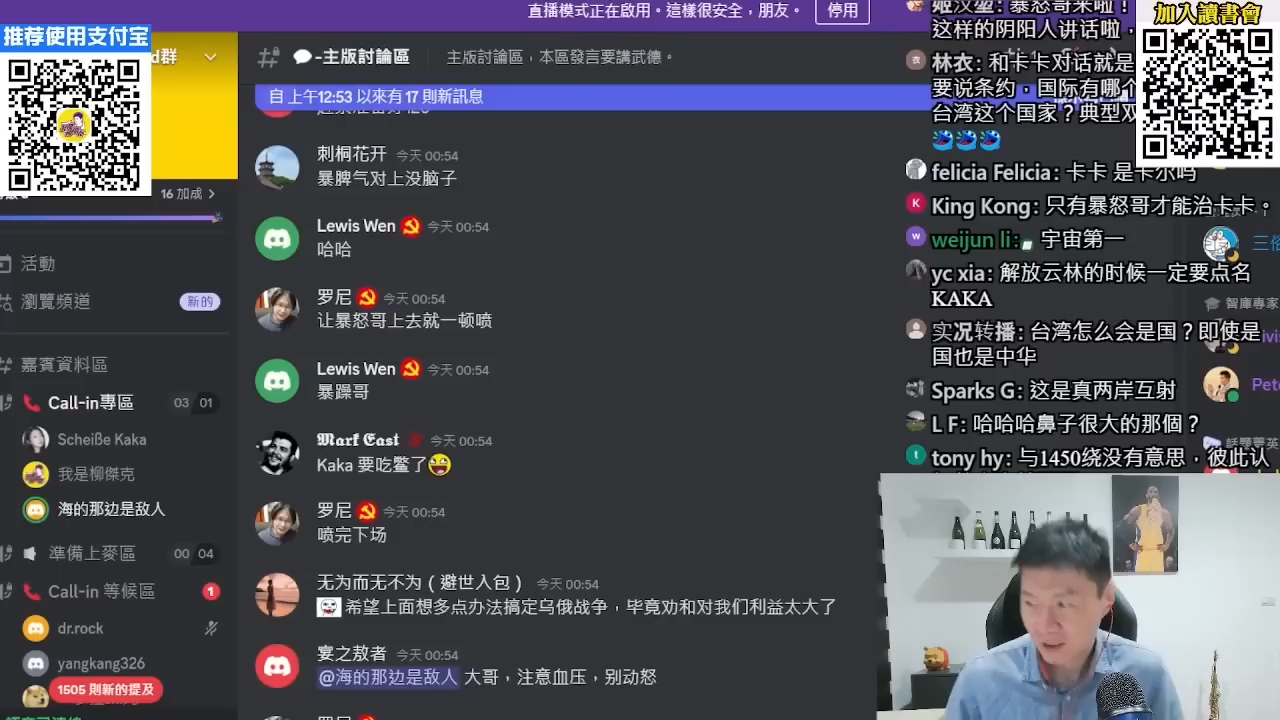 直播模式正在啟用。這樣很安全，朋友。
停用
推荐使用支付宝
d群
16 加成
活動
瀏覽頻道
新的
嘉賓資料區
Call-in專區
03 01
Scheiße Kaka
我是柳傑克
海的那边是敌人
準備上麥區
00 04
Call-in 等候區
1
dr.rock
yangkang326
1505 則新的提及
-主版討論區
主版討論區，本區發言要講武德。
自 上午12:53 以來有 17 則新訊息
刺桐花开 今天 00:54
暴脾气对上没脑子
Lewis Wen 今天 00:54
哈哈
罗尼 今天 00:54
让暴怒哥上去就一顿喷
Lewis Wen 今天 00:54
暴躁哥
Marf East 今天 00:54
Kaka 要吃鳖了
罗尼 今天 00:54
喷完下场
无为而无不为（避世入包） 今天 00:54
希望上面想多点办法搞定乌俄战争，毕竟劝和对我们利益太大了
宴之敖者 今天 00:54
@海的那边是敌人 大哥，注意血压，别动怒
加入讀書會
暴怒哥来啦！
这样的阴阳人讲话啦，
林衣: 和卡卡对话就是
要说条约，国际有哪个
台湾这个国家？典型双
felicia Felicia: 卡卡 是卡尔吗
King Kong: 只有暴怒哥才能治卡卡。
weijun li: 宇宙第一
yc xia: 解放云林的时候一定要点名
KAKA
实况转播: 台湾怎么会是国？即使是
国也是中华
Sparks G: 这是真两岸互射
L F: 哈哈哈鼻子很大的那個？
tony hy: 与1450绕没有意思，彼此认
三俗
智庫專家
Pete
話題菁英